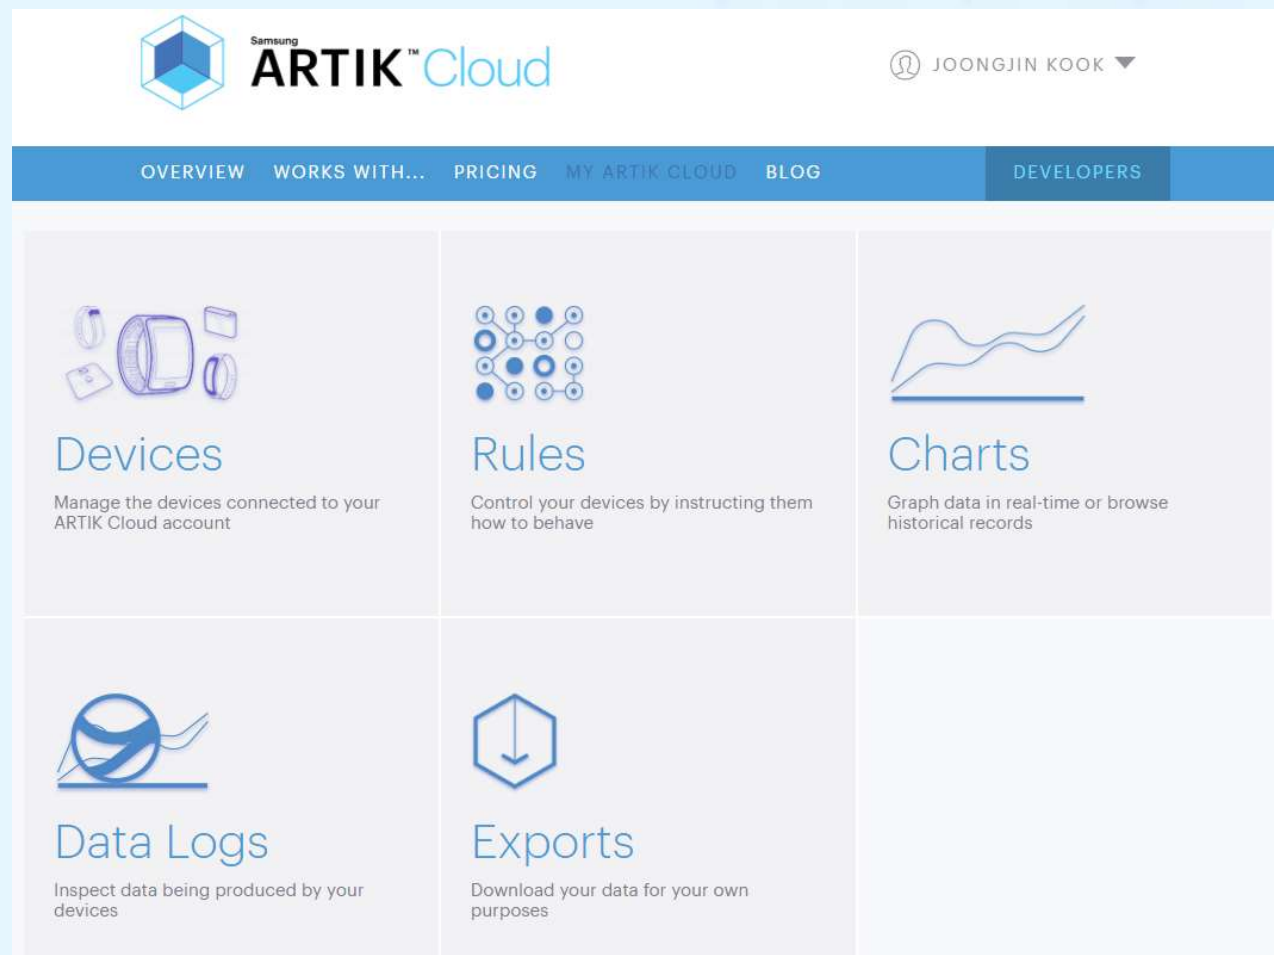 Samsung
ARTIK™ Cloud
JOONGJIN KOOK
OVERVIEW WORKS WITH... PRICING MY ARTIK CLOUD BLOG DEVELOPERS
Devices
Manage the devices connected to your
ARTIK Cloud account
Rules
Control your devices by instructing them
how to behave
Charts
Graph data in real-time or browse
historical records
Data Logs
Inspect data being produced by your
devices
Exports
Download your data for your own
purposes